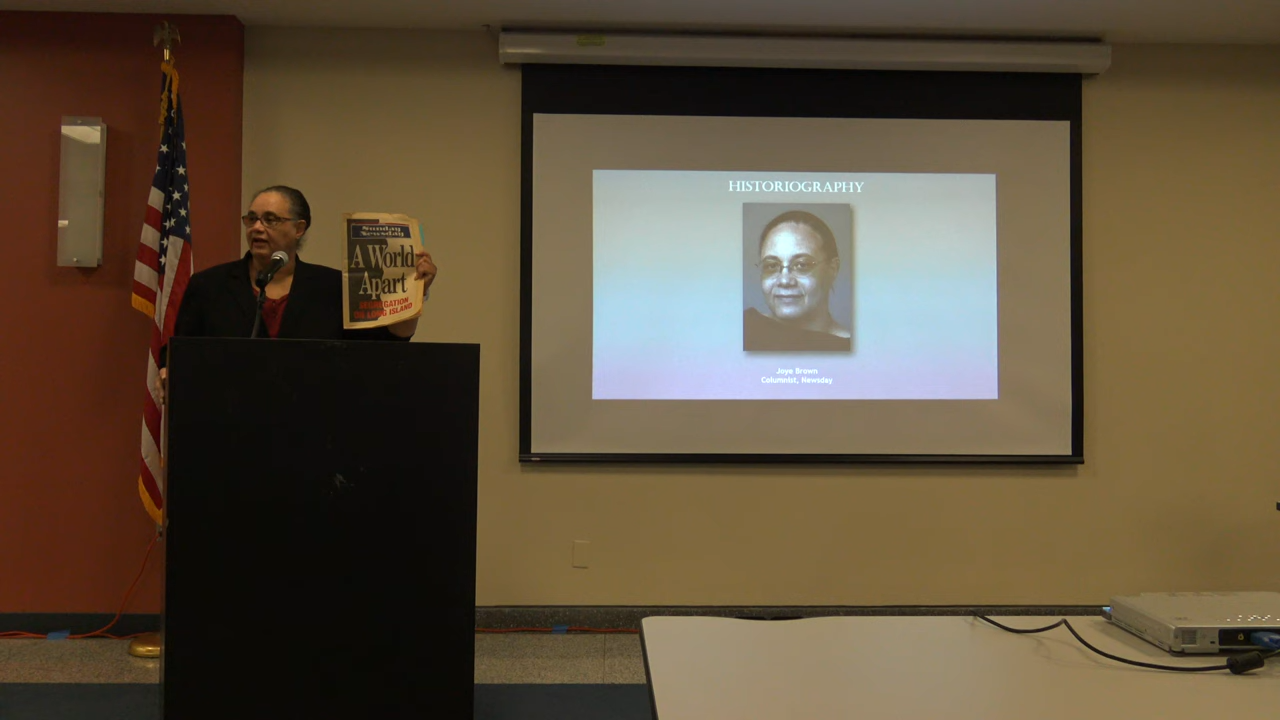 Sunday
Newsday
A World
Apart
SEGREGATION
ON LONG ISLAND
HISTORIOGRAPHY
Joye Brown
Columnist, Newsday